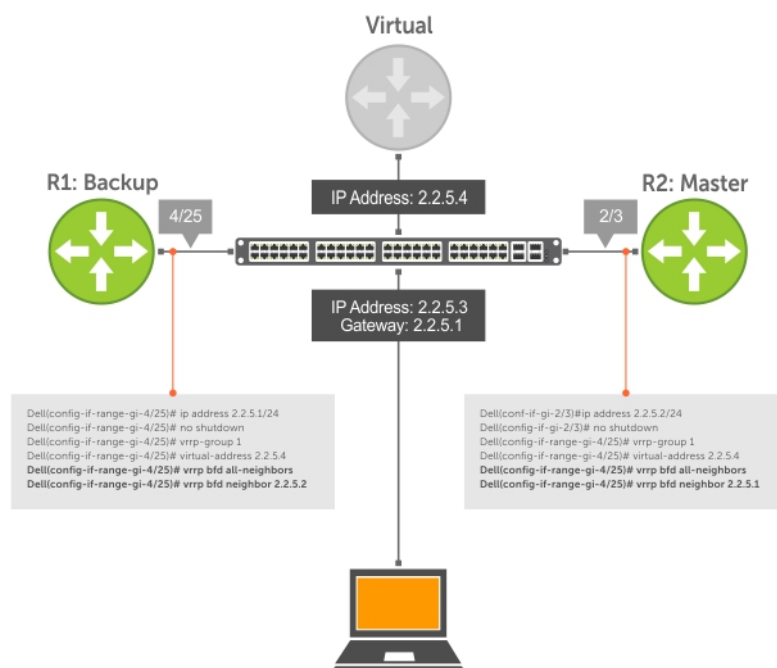 Virtual
R1: Backup
R2: Master
4/25
IP Address: 2.2.5.4
2/3
IP Address: 2.2.5.3
Gateway: 2.2.5.1
Dell(config-if-range-gi-4/25)# ip address 2.2.5.1/24
Dell(config-if-range-gi-4/25)# no shutdown
Dell(config-if-range-gi-4/25)# vrrp-group 1
Dell(config-if-range-gi-4/25)# virtual-address 2.2.5.4
Dell(config-if-range-gi-4/25)# vrrp bfd all-neighbors
Dell(config-if-range-gi-4/25)# vrrp bfd neighbor 2.2.5.2
Dell(conf-if-gi-2/3)#ip address 2.2.5.2/24
Dell(config-if-gi-2/3)# no shutdown
Dell(config-if-range-gi-4/25)# vrrp-group 1
Dell(config-if-range-gi-4/25)# virtual-address 2.2.5.4
Dell(config-if-range-gi-4/25)# vrrp bfd all-neighbors
Dell(config-if-range-gi-4/25)# vrrp bfd neighbor 2.2.5.1